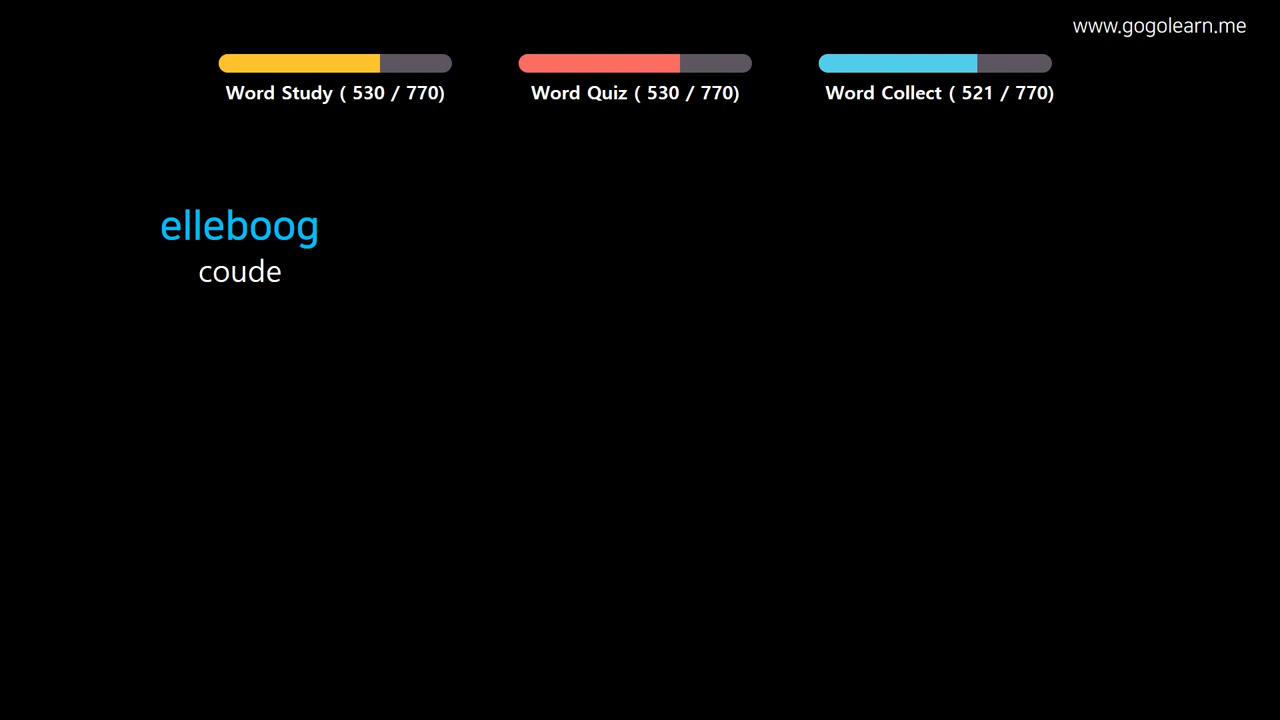 www.gogolearn.me
Word Study ( 530 / 770)
Word Quiz ( 530 / 770)
Word Collect ( 521 / 770)
elleboog
coude